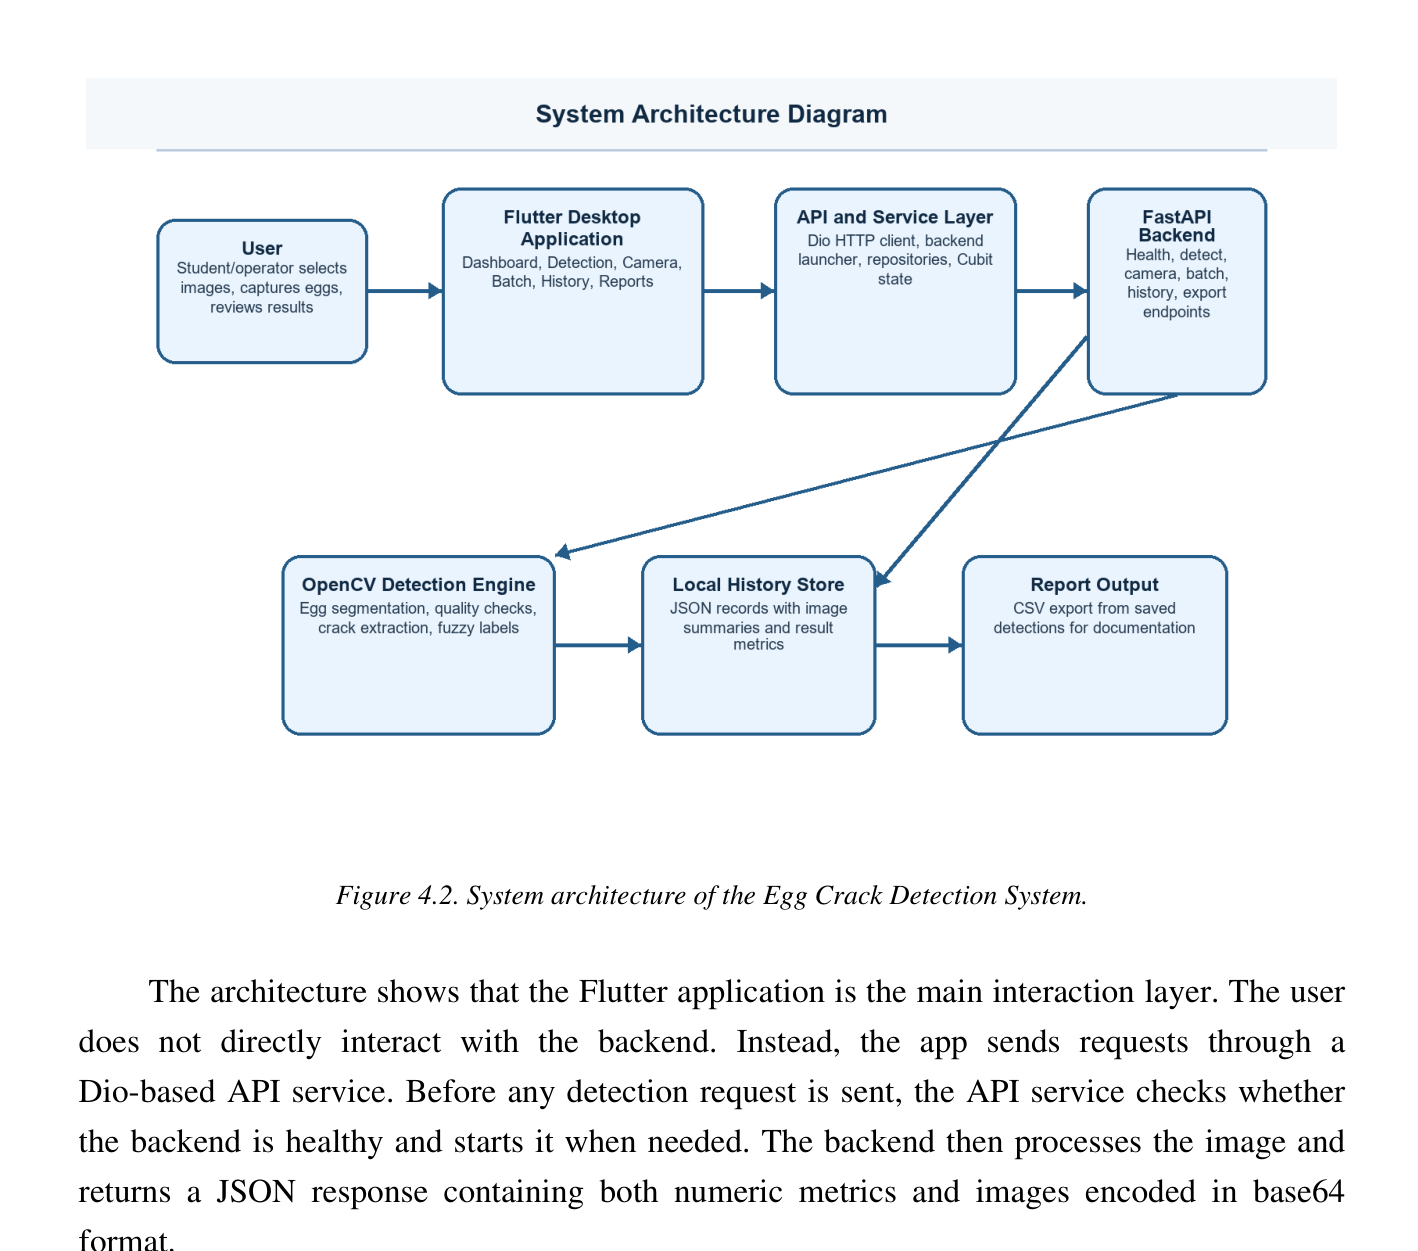 System Architecture Diagram
User
Student/operator selects
images, captures eggs,
reviews results
Flutter Desktop
Application
Dashboard, Detection, Camera,
Batch, History, Reports
API and Service Layer
Dio HTTP client, backend
launcher, repositories, Cubit
state
FastAPI
Backend
Health, detect,
camera, batch,
history, export
endpoints
OpenCV Detection Engine
Egg segmentation, quality checks,
crack extraction, fuzzy labels
Local History Store
JSON records with image
summaries and result
metrics
Report Output
CSV export from saved
detections for documentation
Figure 4.2. System architecture of the Egg Crack Detection System.
The architecture shows that the Flutter application is the main interaction layer. The user
does not directly interact with the backend. Instead, the app sends requests through a
Dio-based API service. Before any detection request is sent, the API service checks whether
the backend is healthy and starts it when needed. The backend then processes the image and
returns a JSON response containing both numeric metrics and images encoded in base64
format.